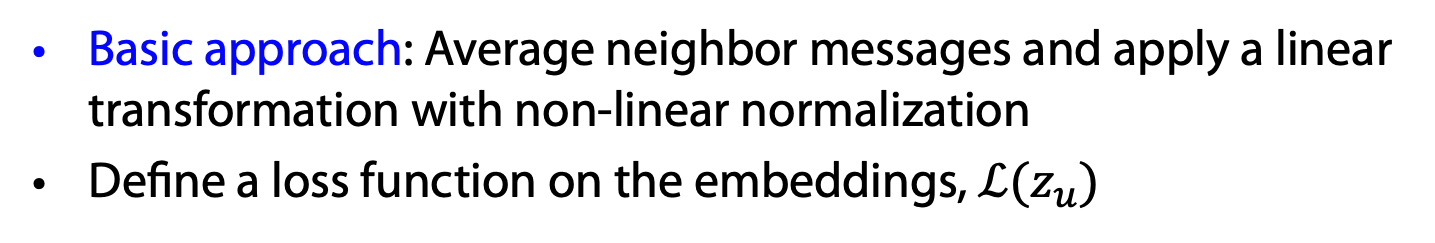 • Basic approach: Average neighbor messages and apply a linear
transformation with non-linear normalization
• Define a loss function on the embeddings, ℒ(𝑧ᵤ)